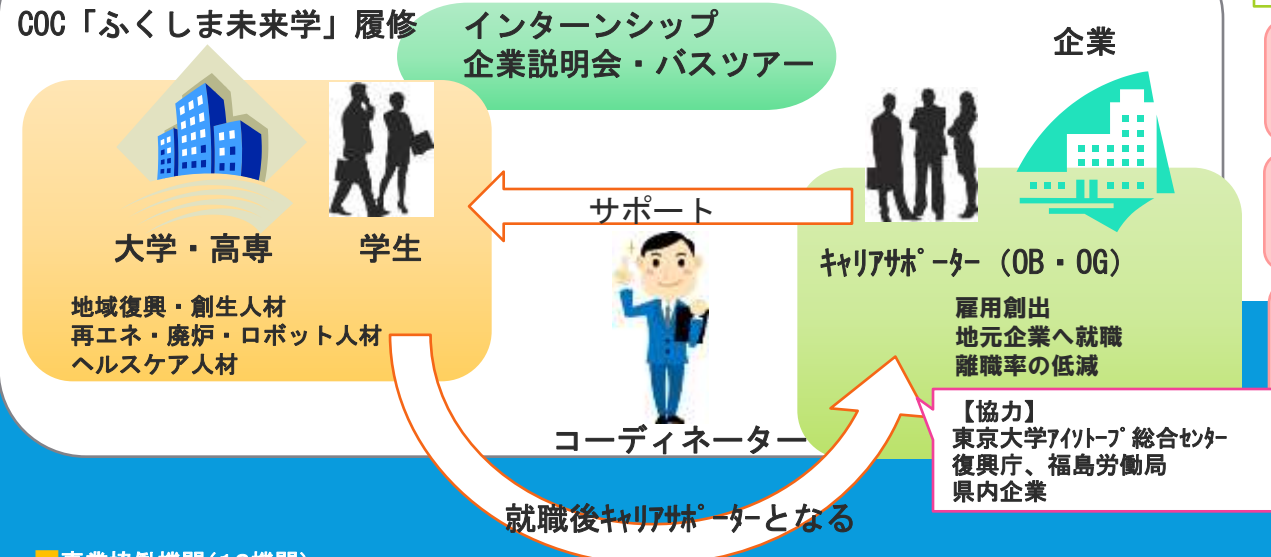 COC「ふくしま未来学」履修
インターンシップ
企業説明会・バスツアー
企業
サポート
大学・高専
学生
キャリアサポーター（OB・OG）
地域復興・創生人材
再エネ・廃炉・ロボット人材
ヘルスケア人材
雇用創出
地元企業へ就職
離職率の低減
コーディネーター
【協力】
東京大学アイソトープ総合センター
復興庁、福島労働局
県内企業
就職後キャリアサポーターとなる